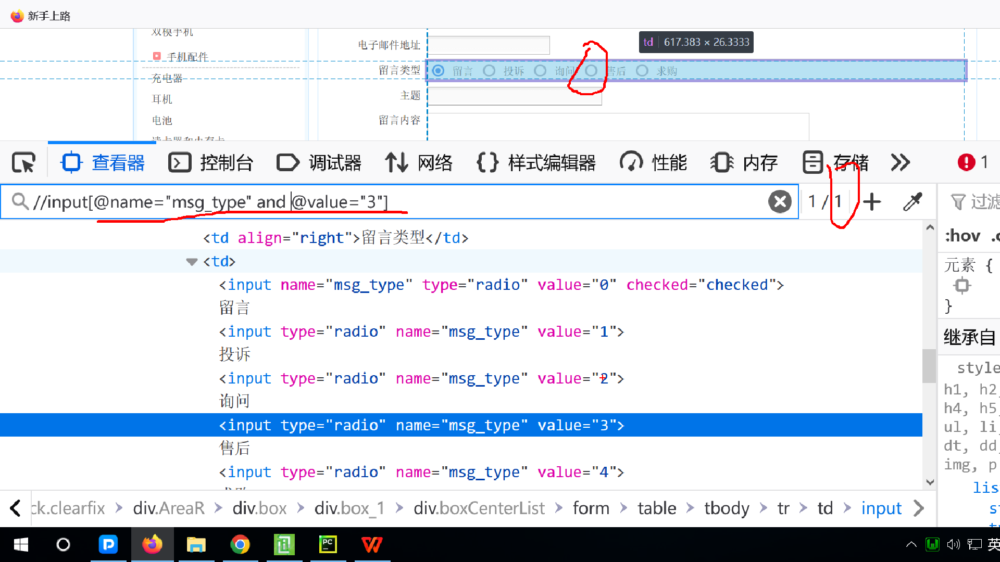 新手上路
双模手机
手机配件
充电器
耳机
电池
电子邮件地址
td 617.383 × 26.3333
留言类型 留言 投诉 询问 售后 求购
主题
留言内容
查看器 控制台 调试器 网络 样式编辑器 性能 内存 存储 1
//input[@name="msg_type" and @value="3"] 1 / 1
过滤
:hov
元素 {
}
继承自
style
h1, h2,
h4, h5,
ul, li,
dt, dd,
img, p
lis
<td align="right">留言类型</td>
<td>
<input name="msg_type" type="radio" value="0" checked="checked">
留言
<input type="radio" name="msg_type" value="1">
投诉
<input type="radio" name="msg_type" value="2">
询问
<input type="radio" name="msg_type" value="3">
售后
<input type="radio" name="msg_type" value="4">
ck.clearfix div.AreaR div.box div.box_1 div.boxCenterList form table tbody tr td input
英